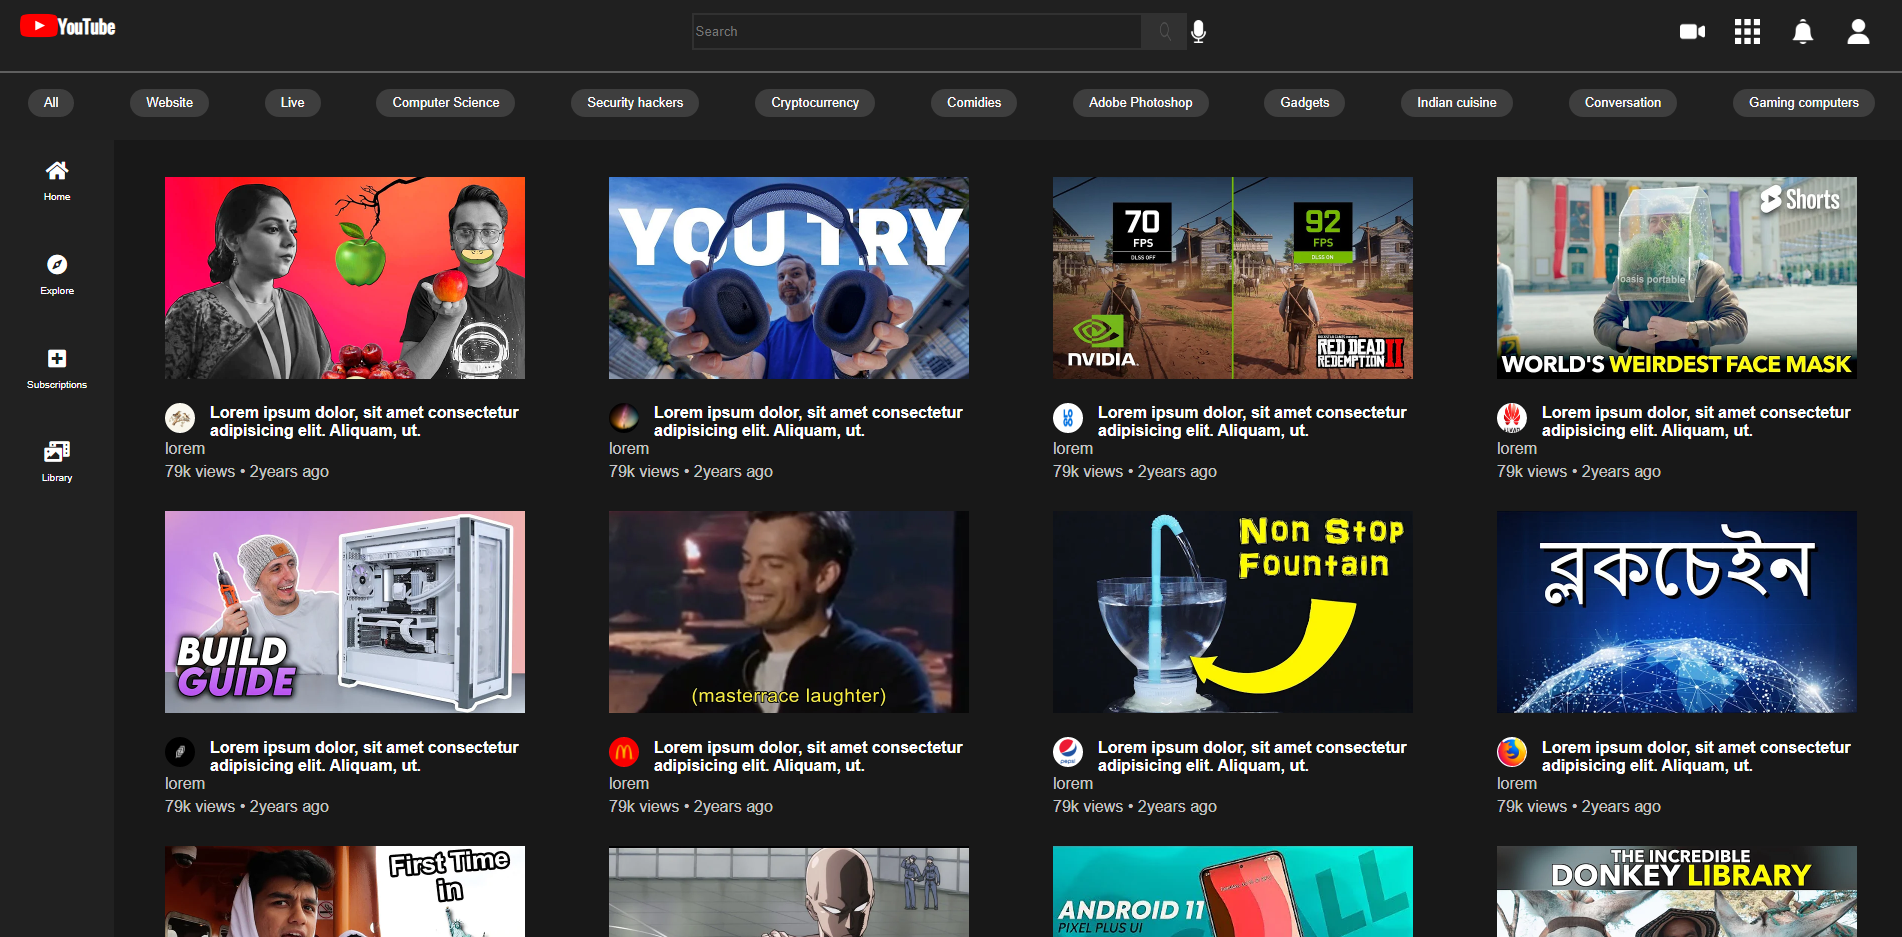 YouTube
Search
All
Website
Live
Computer Science
Security hackers
Cryptocurrency
Comidies
Adobe Photoshop
Gadgets
Indian cuisine
Conversation
Gaming computers
Home
Explore
Subscriptions
Library
YOU TRY
70
FPS
DLSS OFF
92
FPS
DLSS ON
NVIDIA.
RED DEAD
REDEMPTION II
Shorts
oasis portable
WORLD'S WEIRDEST FACE MASK
Lorem ipsum dolor, sit amet consectetur
adipisicing elit. Aliquam, ut.
lorem
79k views • 2years ago
Lorem ipsum dolor, sit amet consectetur
adipisicing elit. Aliquam, ut.
lorem
79k views • 2years ago
LO
GO
Lorem ipsum dolor, sit amet consectetur
adipisicing elit. Aliquam, ut.
lorem
79k views • 2years ago
Lorem ipsum dolor, sit amet consectetur
adipisicing elit. Aliquam, ut.
lorem
79k views • 2years ago
BUILD
GUIDE
(masterrace laughter)
Non Stop
Fountain
ব্লকচেইন
Lorem ipsum dolor, sit amet consectetur
adipisicing elit. Aliquam, ut.
lorem
79k views • 2years ago
Lorem ipsum dolor, sit amet consectetur
adipisicing elit. Aliquam, ut.
lorem
79k views • 2years ago
pepsi
Lorem ipsum dolor, sit amet consectetur
adipisicing elit. Aliquam, ut.
lorem
79k views • 2years ago
Lorem ipsum dolor, sit amet consectetur
adipisicing elit. Aliquam, ut.
lorem
79k views • 2years ago
First Time
in
ANDROID 11
PIXEL PLUS UI
ALL
THE INCREDIBLE
DONKEY LIBRARY